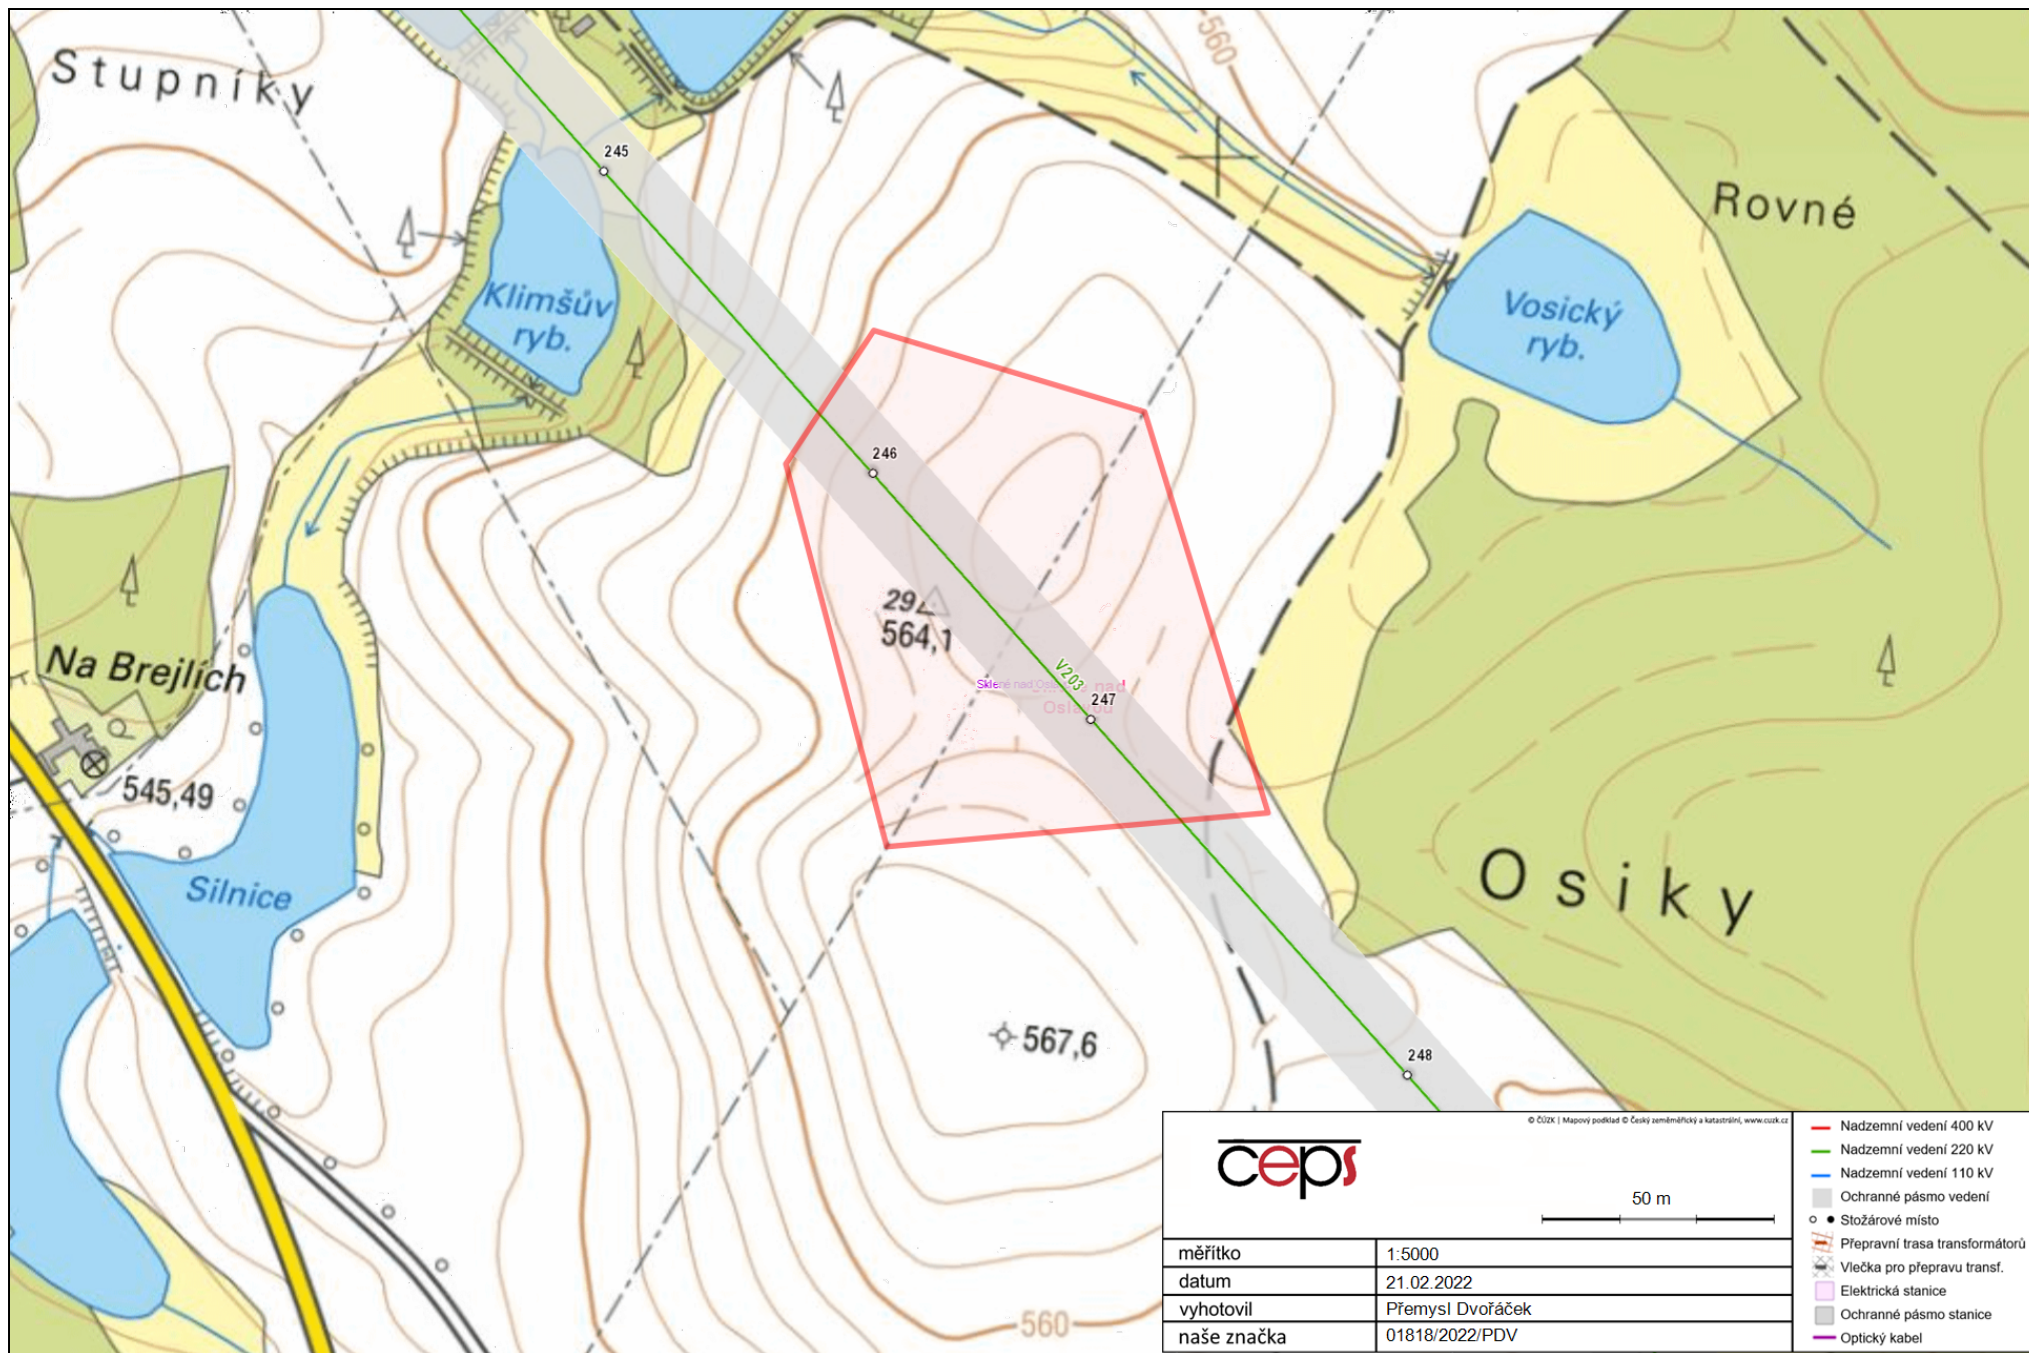 Stupníky
560
245
Rovné
Klimšův
ryb.
Vosický
ryb.
246
29
564,1
V203
Na Brejlích
247
545,49
Silnice
Osiky
567,6
248
560
© ČÚZK | Mapový podklad © Český zeměměřický a katastrální, www.cuzk.cz
ceps
50 m
měřítko 1:5000
datum 21.02.2022
vyhotovil Přemysl Dvořáček
naše značka 01818/2022/PDV
Nadzemní vedení 400 kV
Nadzemní vedení 220 kV
Nadzemní vedení 110 kV
Ochranné pásmo vedení
Stožárové místo
Přepravní trasa transformátorů
Vlečka pro přepravu transf.
Elektrická stanice
Ochranné pásmo stanice
Optický kabel